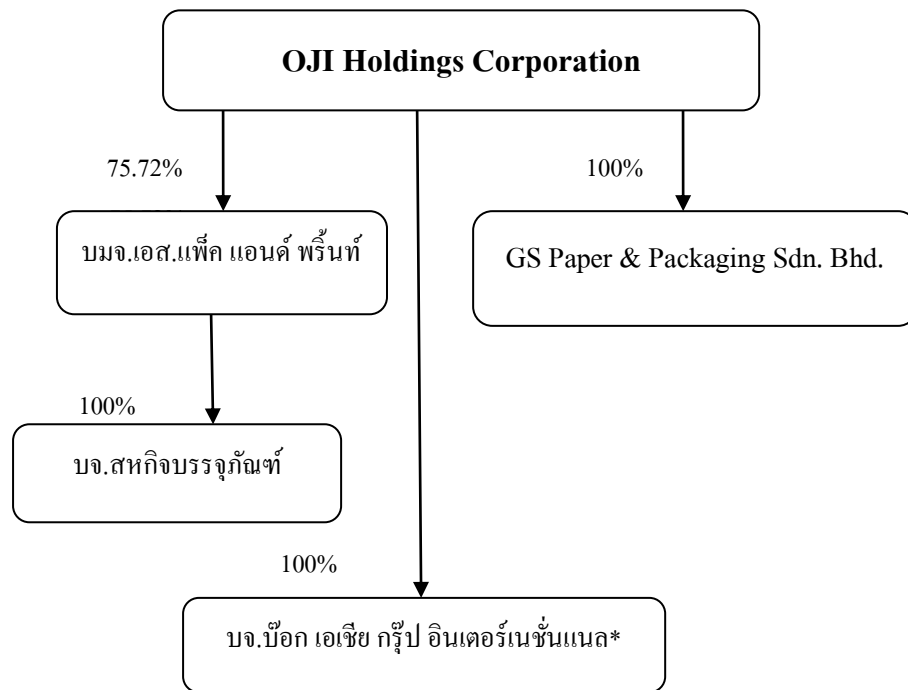 OJI Holdings Corporation
75.72%
100%
บมจ.เอส.แพ็ค แอนด์ พริ้นท์
GS Paper & Packaging Sdn. Bhd.
100%
บจ.สหกิจบรรจุภัณฑ์
100%
บจ.บ๊อก เอเชีย กรุ๊ป อินเตอร์เนชั่นแนล*